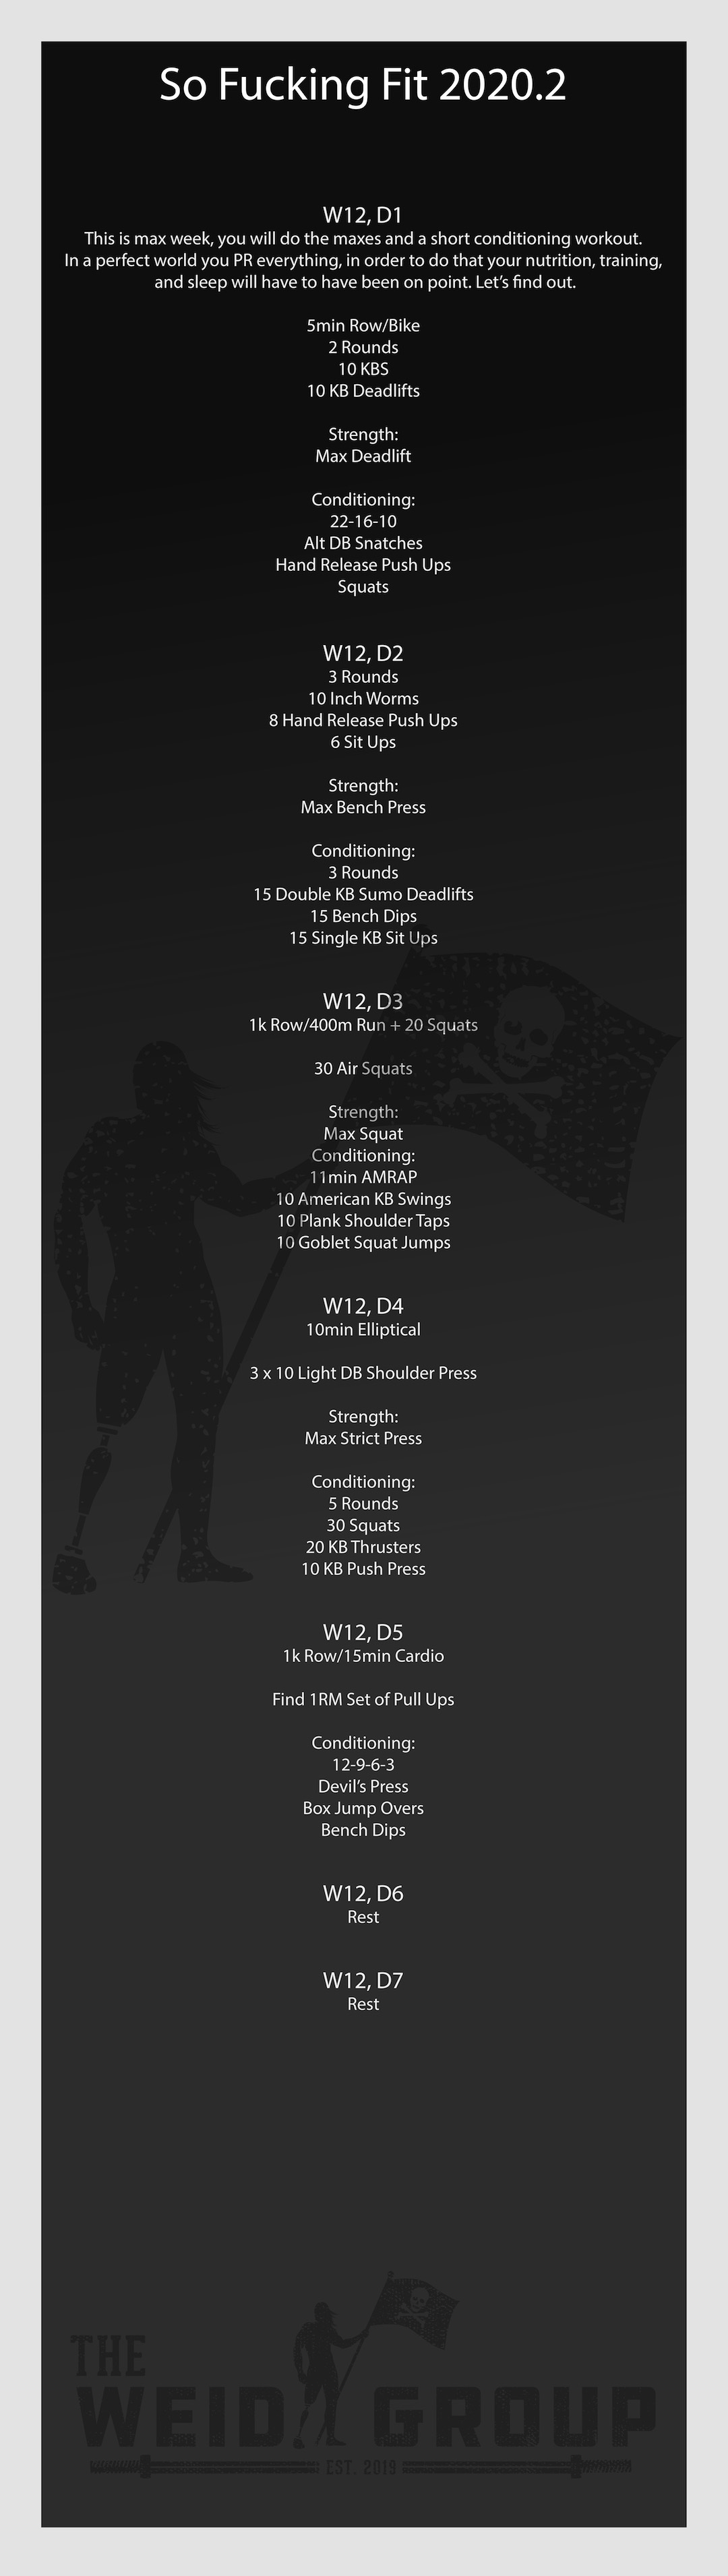 So Fucking Fit 2020.2
W12, D1
This is max week, you will do the maxes and a short conditioning workout.
In a perfect world you PR everything, in order to do that your nutrition, training,
and sleep will have to have been on point. Let’s find out.
5min Row/Bike
2 Rounds
10 KBS
10 KB Deadlifts
Strength:
Max Deadlift
Conditioning:
22-16-10
Alt DB Snatches
Hand Release Push Ups
Squats
W12, D2
3 Rounds
10 Inch Worms
8 Hand Release Push Ups
6 Sit Ups
Strength:
Max Bench Press
Conditioning:
3 Rounds
15 Double KB Sumo Deadlifts
15 Bench Dips
15 Single KB Sit Ups
W12, D3
1k Row/400m Run + 20 Squats
30 Air Squats
Strength:
Max Squat
Conditioning:
11min AMRAP
10 American KB Swings
10 Plank Shoulder Taps
10 Goblet Squat Jumps
W12, D4
10min Elliptical
3 x 10 Light DB Shoulder Press
Strength:
Max Strict Press
Conditioning:
5 Rounds
30 Squats
20 KB Thrusters
10 KB Push Press
W12, D5
1k Row/15min Cardio
Find 1RM Set of Pull Ups
Conditioning:
12-9-6-3
Devil’s Press
Box Jump Overs
Bench Dips
W12, D6
Rest
W12, D7
Rest
THE
WEID GROUP
EST. 2019